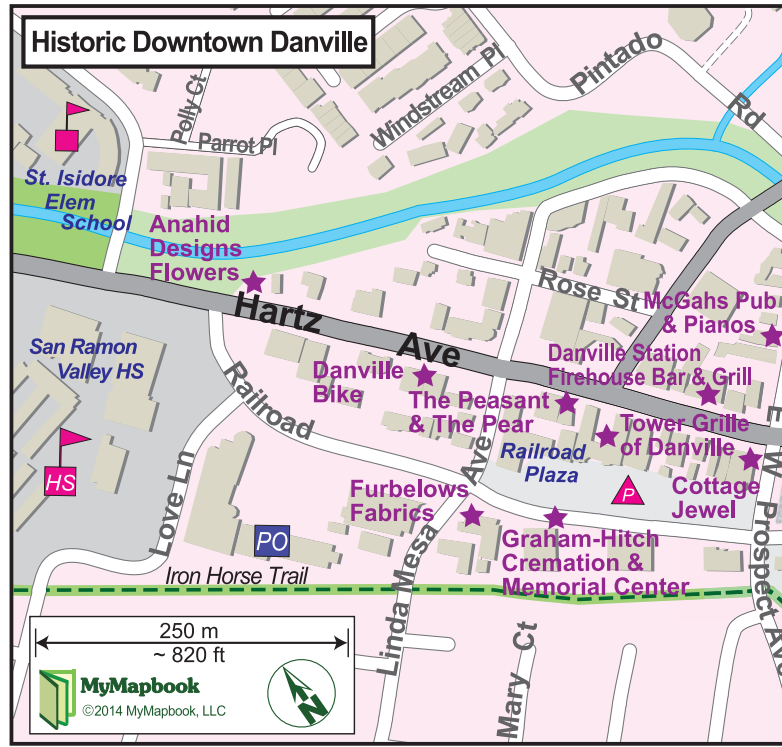 Historic Downtown Danville
Polly Ct
Parrot Pl
Windstream Pl
Pintado
Rd
St. Isidore
Elem
School
Anahid
Designs
Flowers
Hartz
Ave
Rose St
McGahs Pub
& Pianos
San Ramon
Valley HS
Railroad
Danville
Bike
Danville Station
Firehouse Bar & Grill
The Peasant
& The Pear
Tower Grille
of Danville
Ave
Railroad
Plaza
Cottage
Jewel
E
W
Prospect Ave
HS
Love Ln
PO
Furbelows
Fabrics
P
Graham-Hitch
Cremation &
Memorial Center
Iron Horse Trail
Linda Mesa
Mary Ct
250 m
~ 820 ft
MyMapbook
©2014 MyMapbook, LLC
N